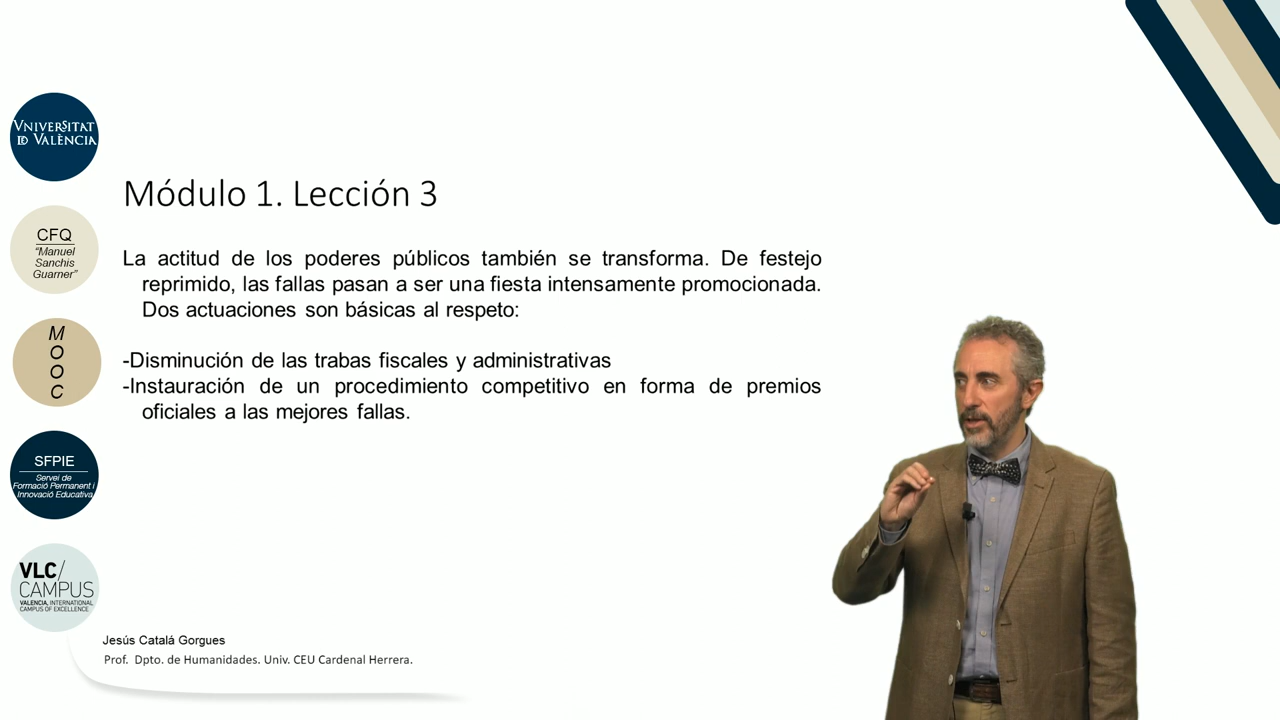 VNIVERSITAT
ID VALÈNCIA
CFQ
“Manuel
Sanchis
Guarner”
M
O
O
C
SFPIE
Servei de
Formació Permanent i
Innovació Educativa
VLC/
CAMPUS
VALENCIA, INTERNATIONAL
CAMPUS OF EXCELLENCE
Módulo 1. Lección 3
La actitud de los poderes públicos también se transforma. De festejo
reprimido, las fallas pasan a ser una fiesta intensamente promocionada.
Dos actuaciones son básicas al respeto:
-Disminución de las trabas fiscales y administrativas
-Instauración de un procedimiento competitivo en forma de premios
oficiales a las mejores fallas.
Jesús Catalá Gorgues
Prof. Dpto. de Humanidades. Univ. CEU Cardenal Herrera.